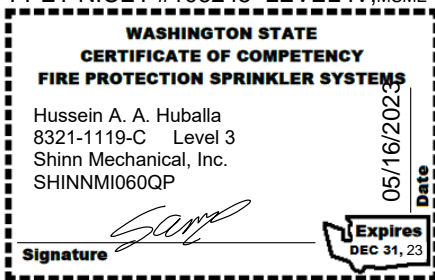 WASHINGTON STATE
CERTIFICATE OF COMPETENCY
FIRE PROTECTION SPRINKLER SYSTEMS
Hussein A. A. Huballa
8321-1119-C Level 3
Shinn Mechanical, Inc.
SHINNMI060QP
Signature
05/16/2023
Date
Expires
DEC 31, 23